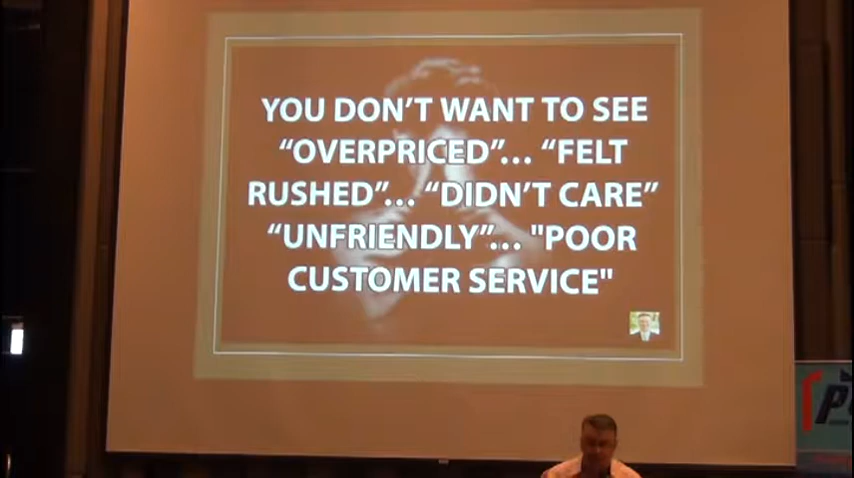 YOU DON’T WANT TO SEE
“OVERPRICED”... “FELT
RUSHED”... “DIDN’T CARE”
“UNFRIENDLY”... "POOR
CUSTOMER SERVICE"